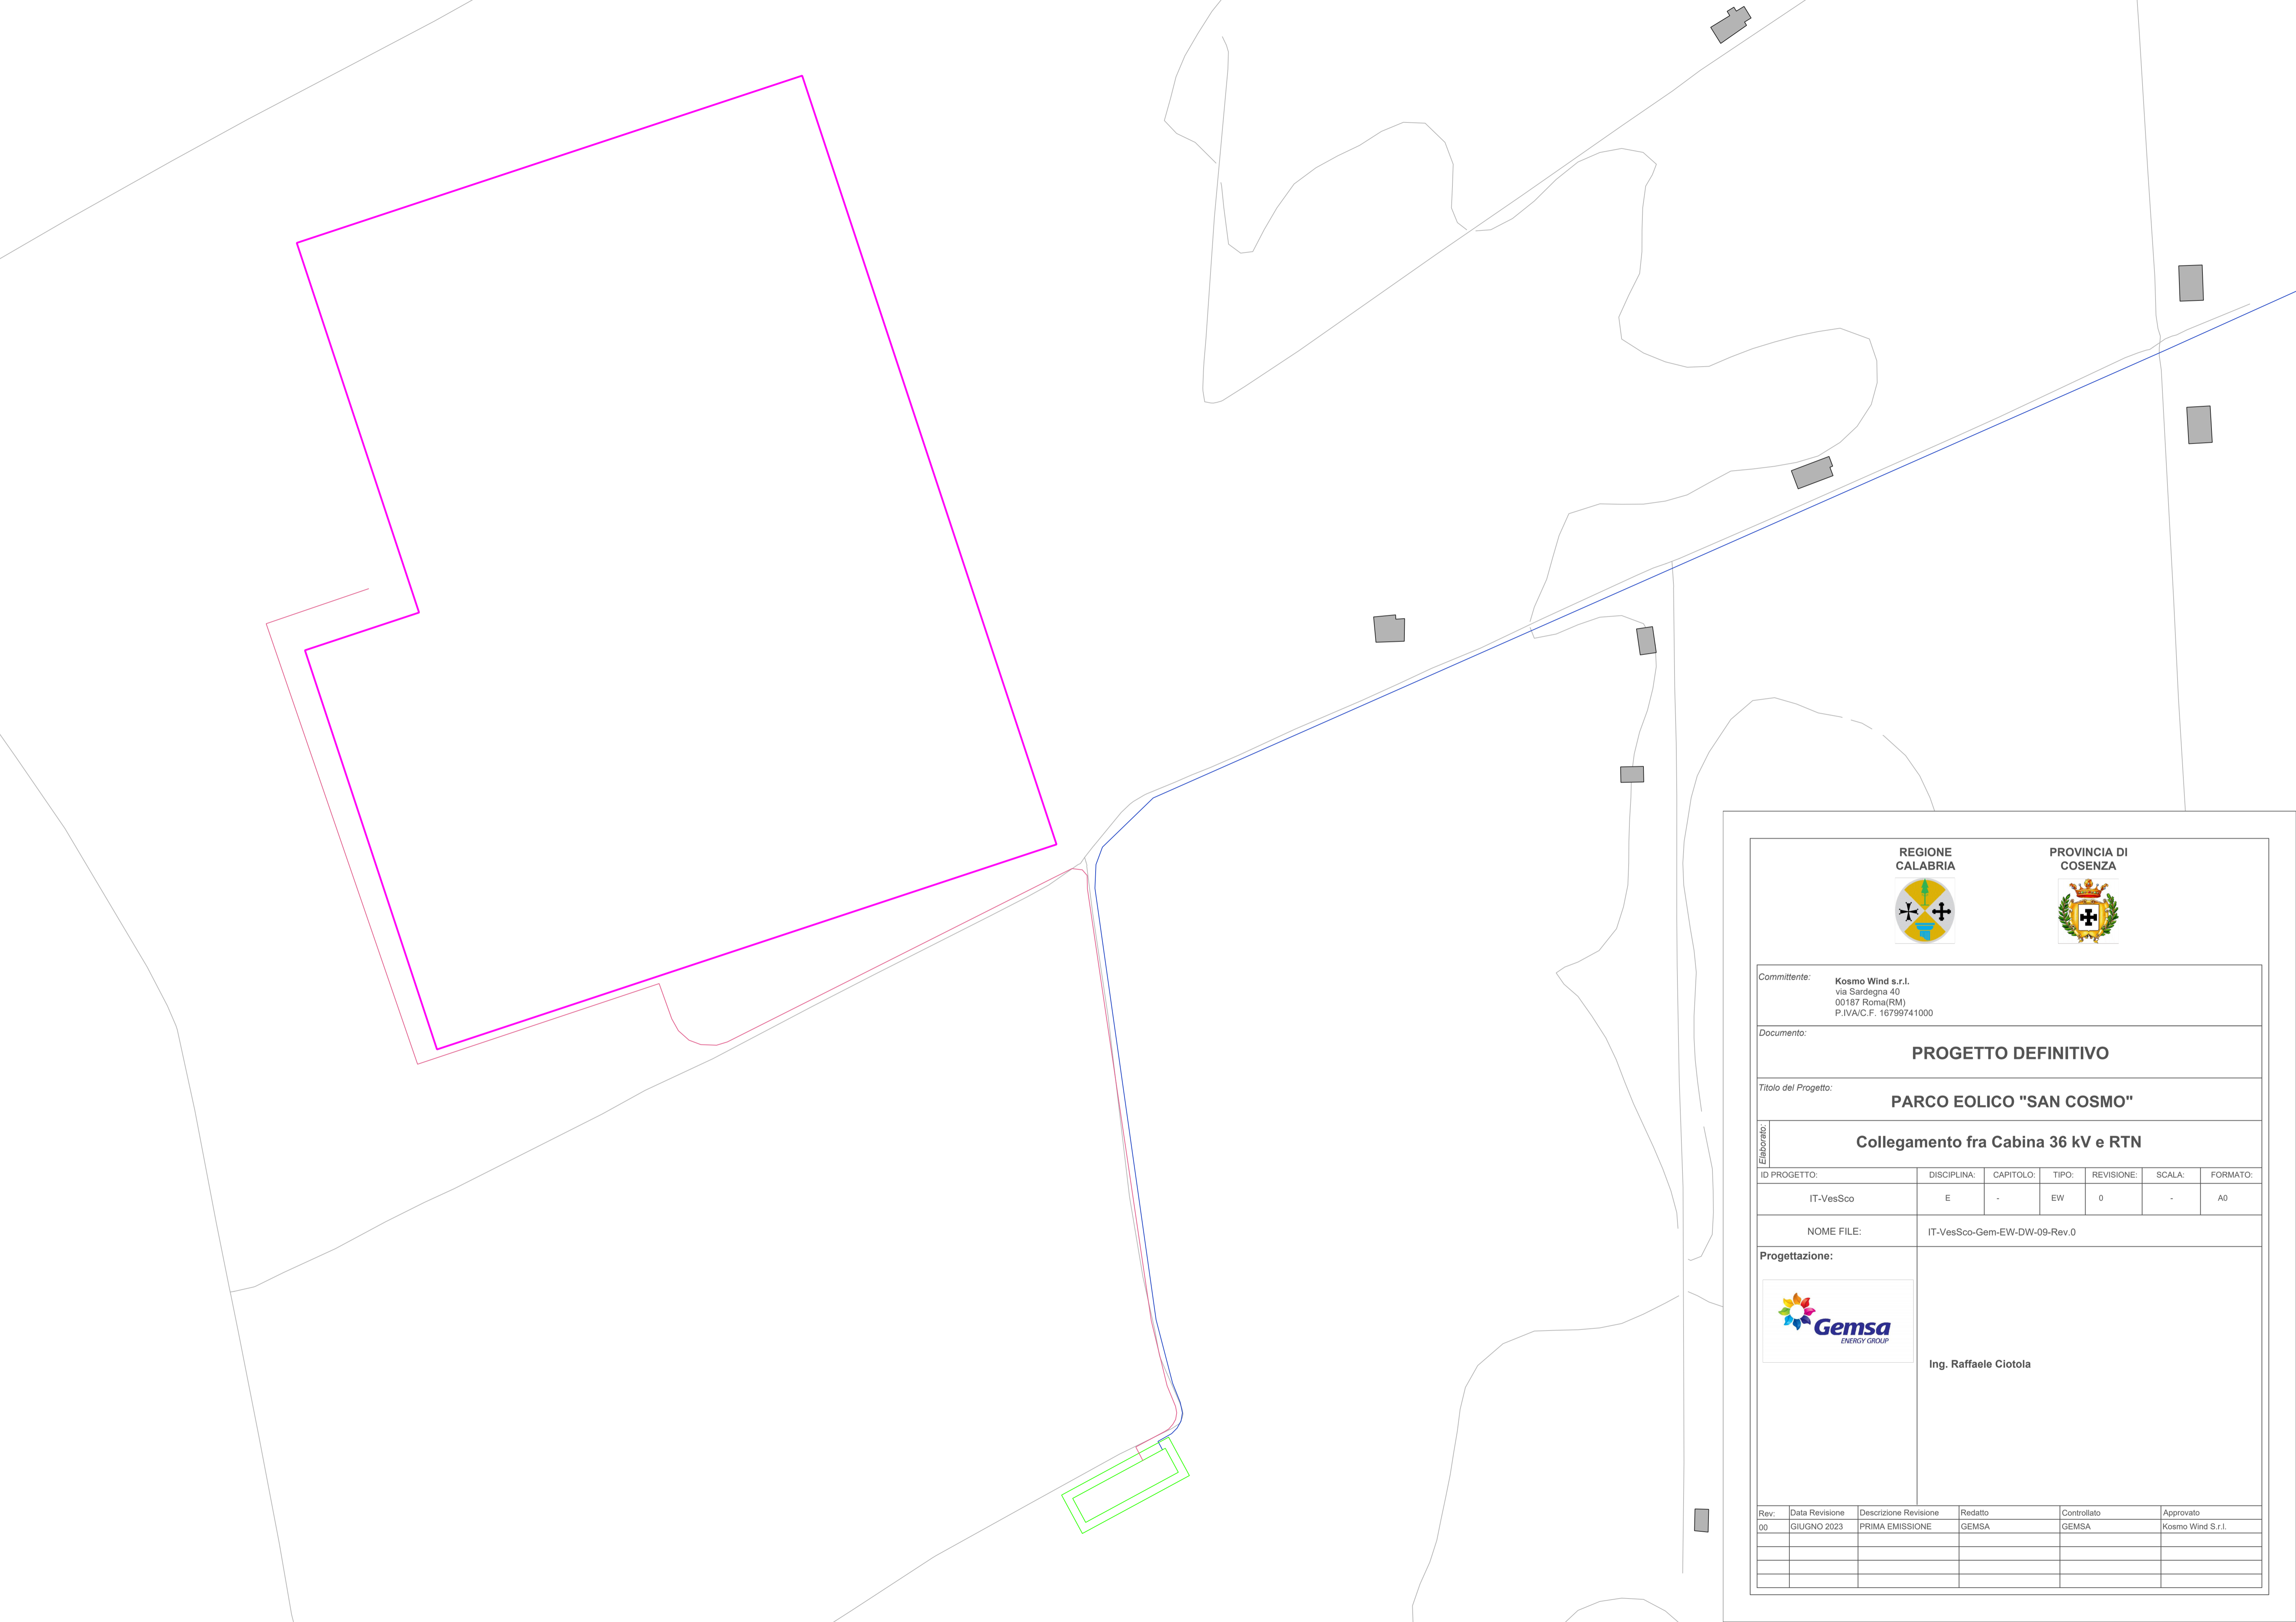 REGIONE
CALABRIA
PROVINCIA DI
COSENZA
Committente:
Kosmo Wind s.r.l.
via Sardegna 40
00187 Roma(RM)
P.IVA/C.F. 16799741000
Documento:
PROGETTO DEFINITIVO
Titolo del Progetto:
PARCO EOLICO "SAN COSMO"
Elaborato:
Collegamento fra Cabina 36 kV e RTN
ID PROGETTO: DISCIPLINA: CAPITOLO: TIPO: REVISIONE: SCALA: FORMATO:
IT-VesSco E - EW 0 - A0
NOME FILE: IT-VesSco-Gem-EW-DW-09-Rev.0
Progettazione:
Gemsa
ENERGY GROUP
Ing. Raffaele Ciotola
Rev: Data Revisione Descrizione Revisione Redatto Controllato Approvato
00 GIUGNO 2023 PRIMA EMISSIONE GEMSA GEMSA Kosmo Wind S.r.l.